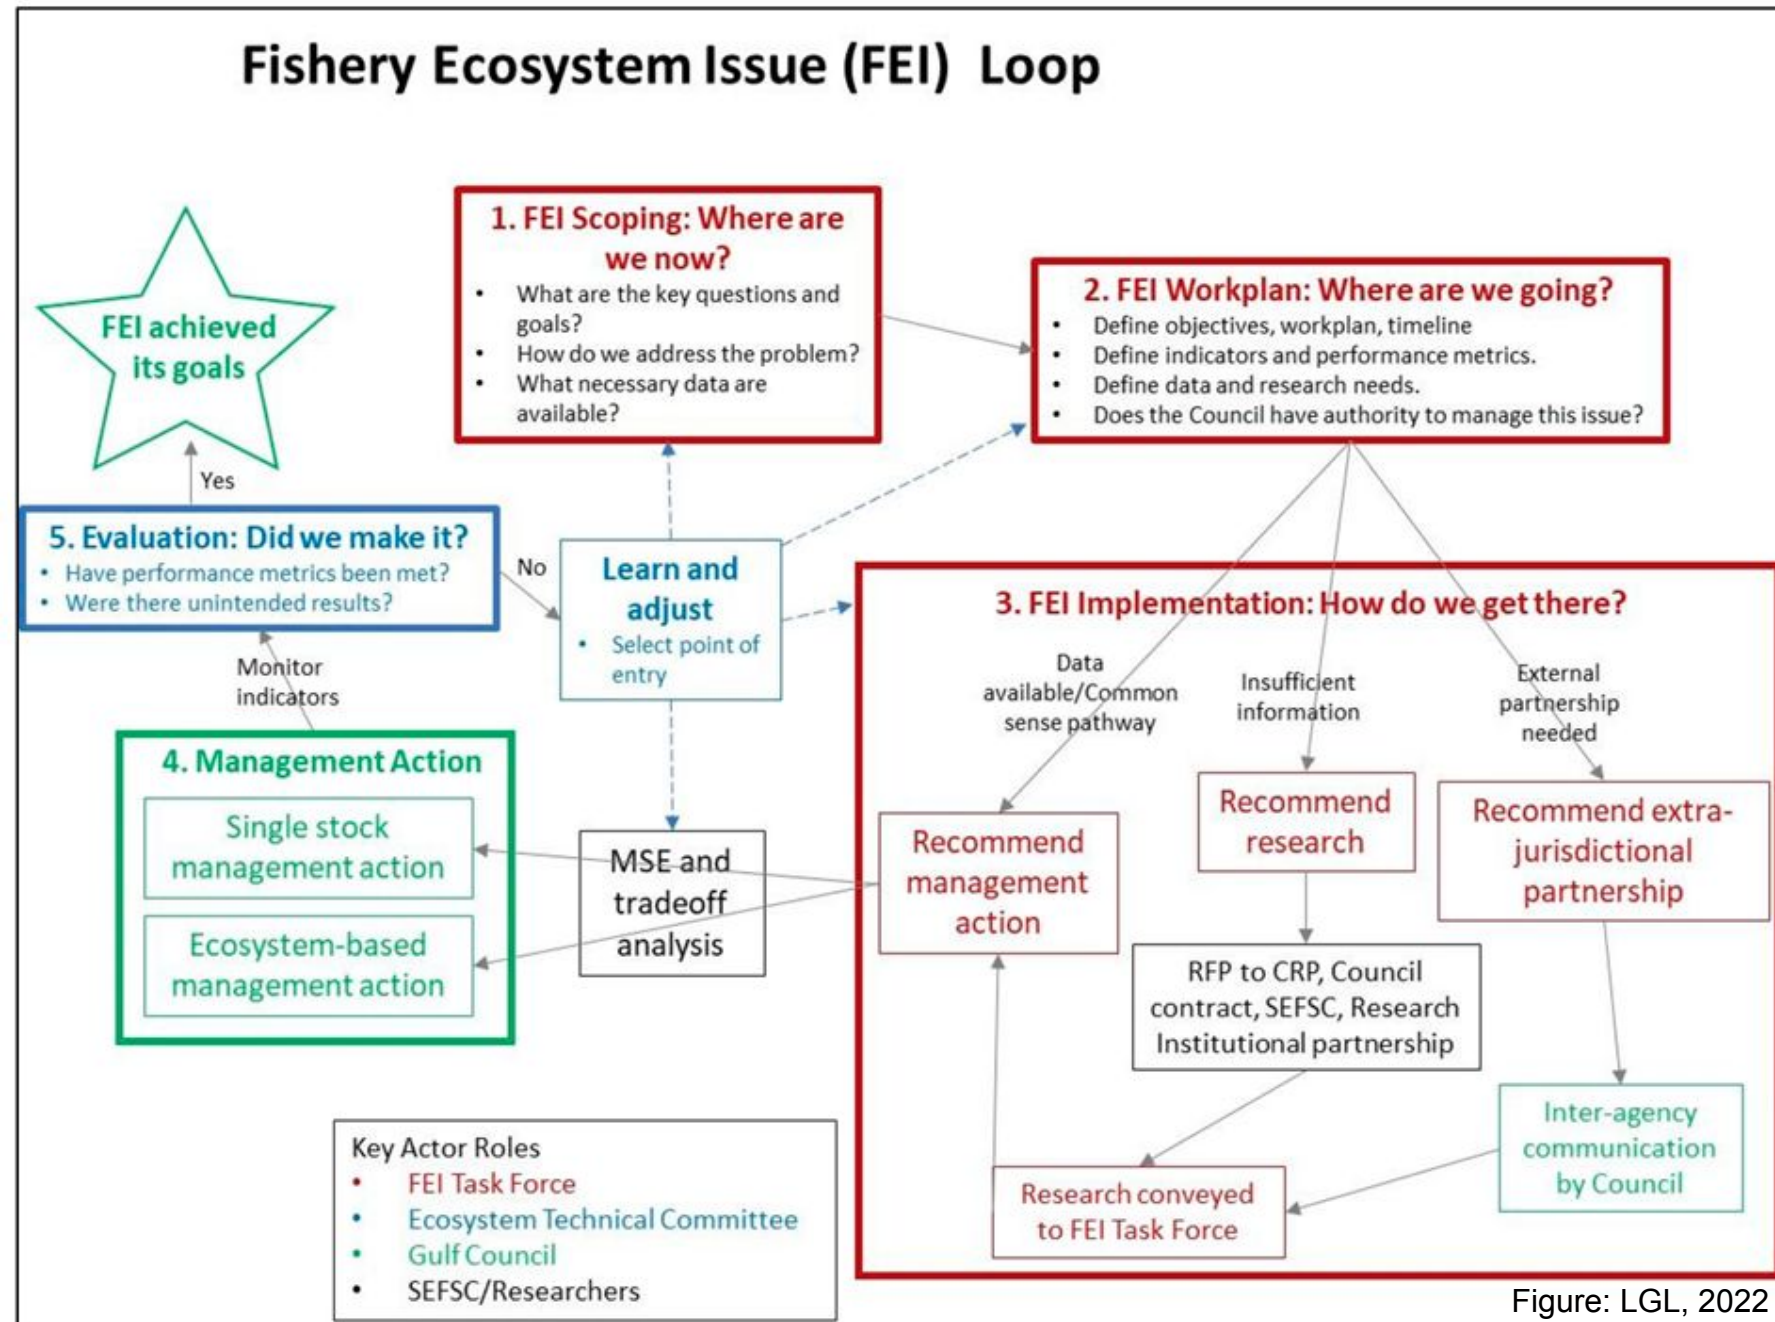 Fishery Ecosystem Issue (FEI) Loop
1. FEI Scoping: Where are
we now?
• What are the key questions and
goals?
• How do we address the problem?
• What necessary data are
available?
2. FEI Workplan: Where are we going?
• Define objectives, workplan, timeline
• Define indicators and performance metrics.
• Define data and research needs.
• Does the Council have authority to manage this issue?
FEI achieved
its goals
Yes
5. Evaluation: Did we make it?
• Have performance metrics been met?
• Were there unintended results?
No
Learn and
adjust
• Select point of
entry
3. FEI Implementation: How do we get there?
Data
available/Common
sense pathway
Insufficient
information
External
partnership
needed
Monitor
indicators
4. Management Action
Single stock
management action
Ecosystem-based
management action
MSE and
tradeoff
analysis
Recommend
management
action
Recommend
research
Recommend extra-
jurisdictional
partnership
RFP to CRP, Council
contract, SEFSC, Research
Institutional partnership
Inter-agency
communication
by Council
Research conveyed
to FEI Task Force
Key Actor Roles
• FEI Task Force
• Ecosystem Technical Committee
• Gulf Council
• SEFSC/Researchers
Figure: LGL, 2022